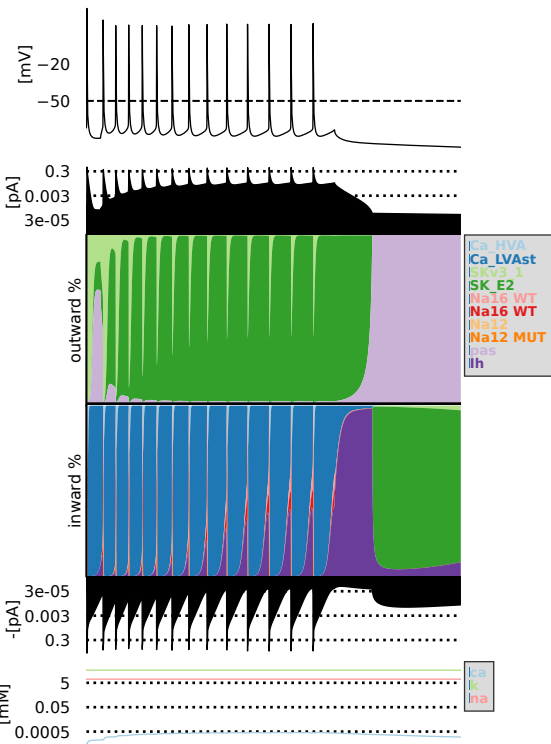 [mV]
−20
−50
[pA]
0.3
0.003
3e-05
outward %
Ca_HVA
Ca_LVAst
SKv3_1
SK_E2
Na16 WT
Na16 WT
Na12
Na12 MUT
pas
Ih
inward %
-[pA]
3e-05
0.003
0.3
[mM]
5
0.05
0.0005
ca
k
na